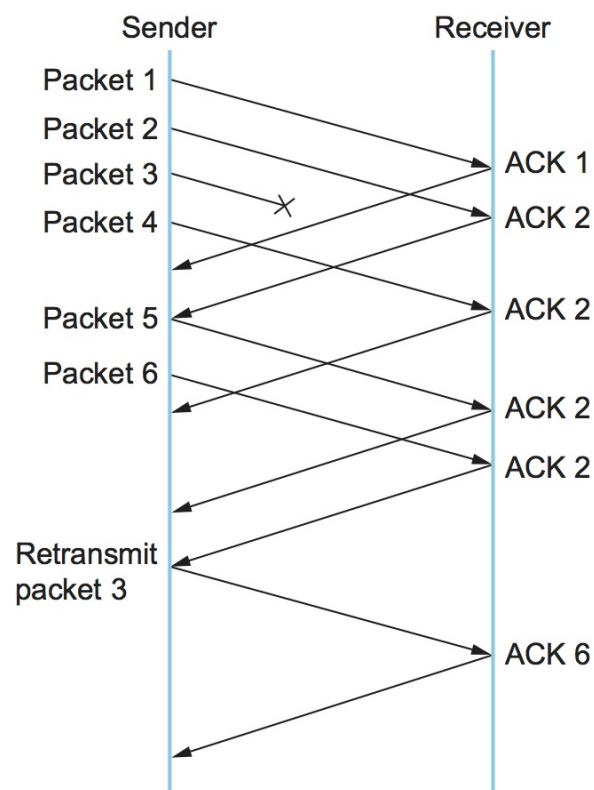 Sender
Receiver
Packet 1
Packet 2
Packet 3
Packet 4
Packet 5
Packet 6
Retransmit
packet 3
ACK 1
ACK 2
ACK 2
ACK 2
ACK 2
ACK 6